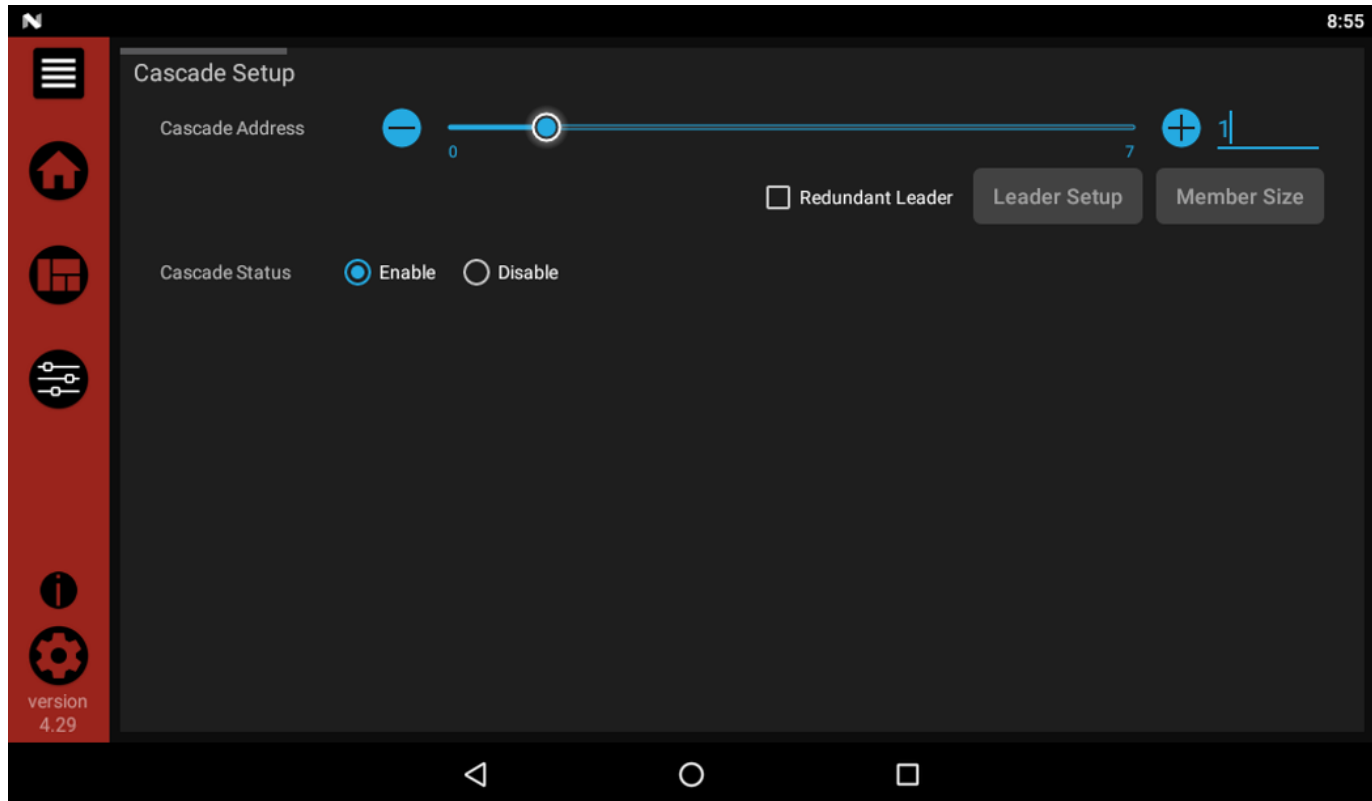 8:55
Cascade Setup
Cascade Address
0
7
1
Redundant Leader
Leader Setup
Member Size
Cascade Status
Enable
Disable
version
4.29